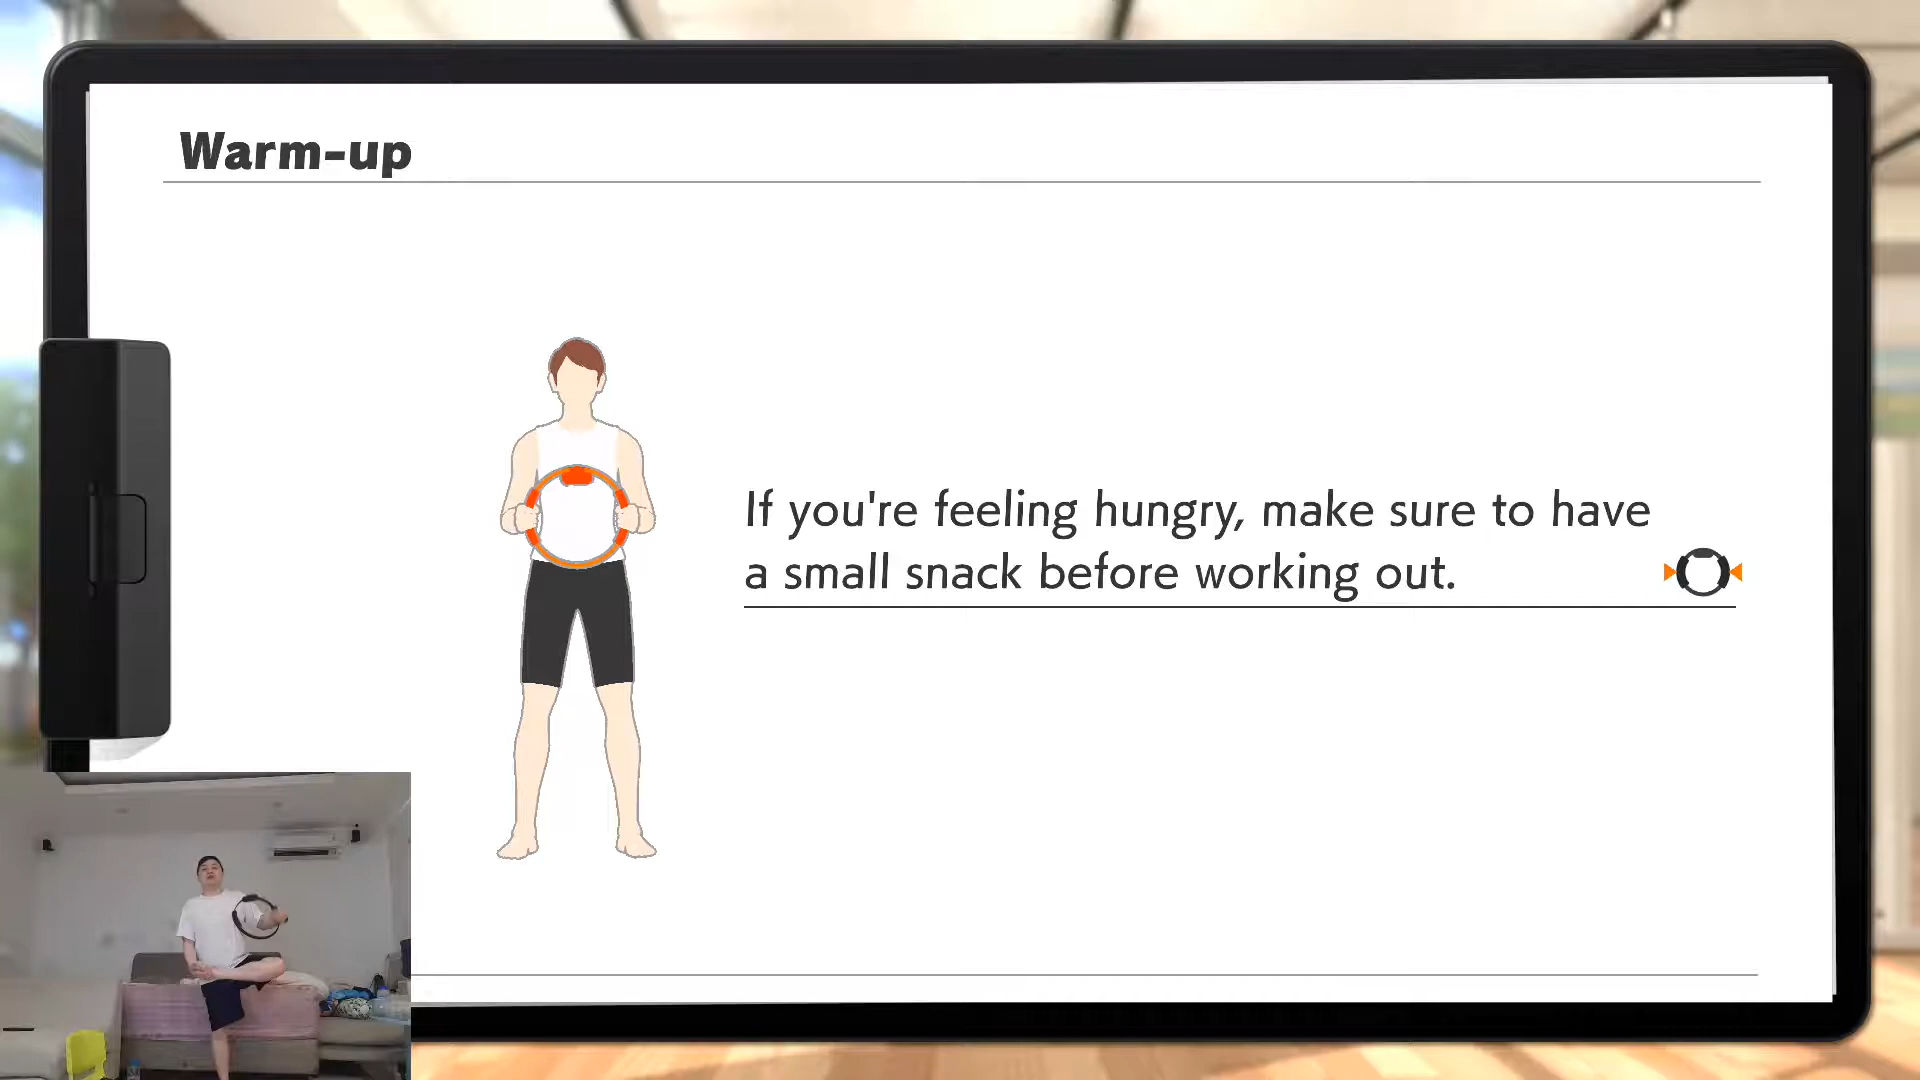 Warm-up
If you're feeling hungry, make sure to have
a small snack before working out.